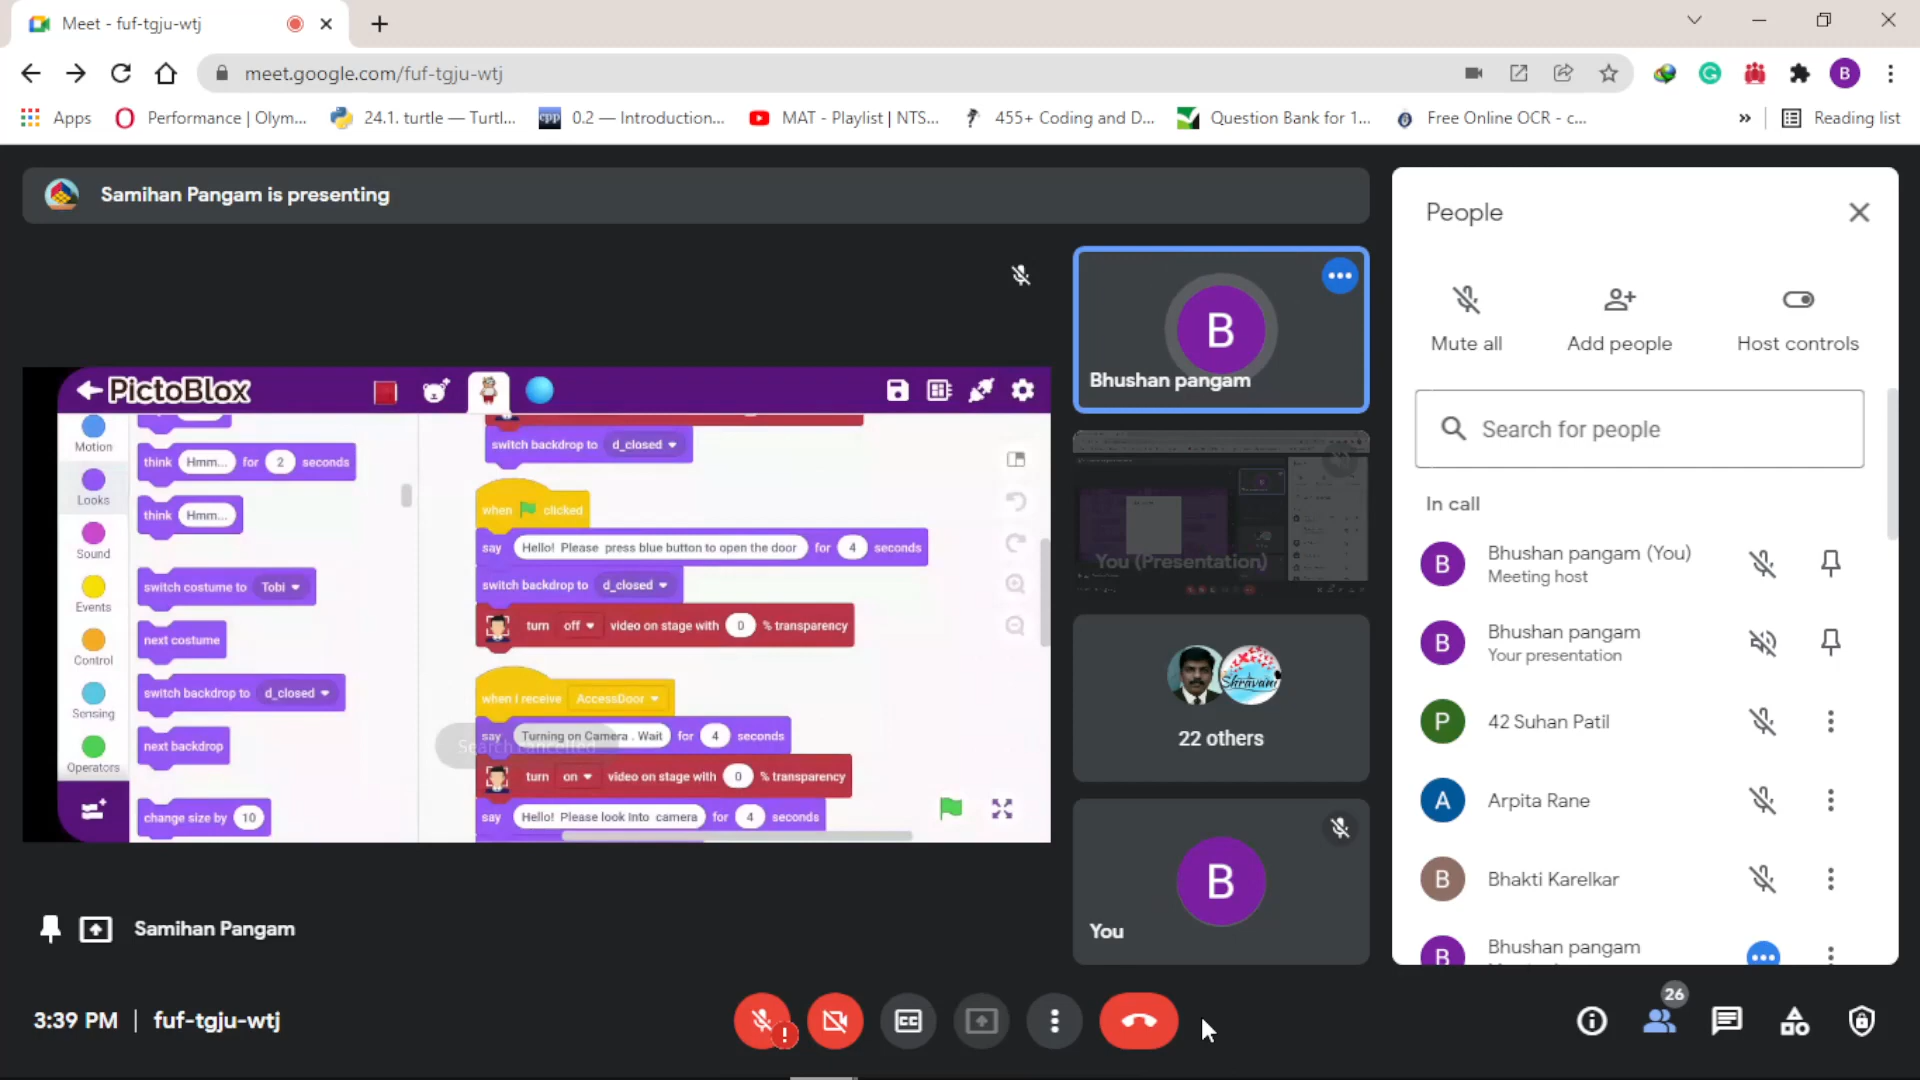 Meet - fuf-tgju-wtj
meet.google.com/fuf-tgju-wtj
B
Apps
Performance | Olym...
24.1. turtle — Turtl...
cpp
0.2 — Introduction...
MAT - Playlist | NTS...
455+ Coding and D...
Question Bank for 1...
Free Online OCR - c...
»
Reading list
Samihan Pangam is presenting
PictoBlox
Motion
Looks
Sound
Events
Control
Sensing
Operators
think Hmm... for 2 seconds
think Hmm...
switch costume to Tobi
next costume
switch backdrop to d_closed
next backdrop
change size by 10
switch backdrop to d_closed
when clicked
say Hello! Please press blue button to open the door for 4 seconds
switch backdrop to d_closed
turn off video on stage with 0 % transparency
when I receive AccessDoor
say Turning on Camera . Wait for 4 seconds
Search cancelled
turn on video on stage with 0 % transparency
say Hello! Please look into camera for 4 seconds
Samihan Pangam
B
Bhushan pangam
You (Presentation)
Shravani
22 others
B
You
People
Mute all
Add people
Host controls
Search for people
In call
B
Bhushan pangam (You)
Meeting host
B
Bhushan pangam
Your presentation
P
42 Suhan Patil
A
Arpita Rane
B
Bhakti Karelkar
B
Bhushan pangam
3:39 PM | fuf-tgju-wtj
CC
26